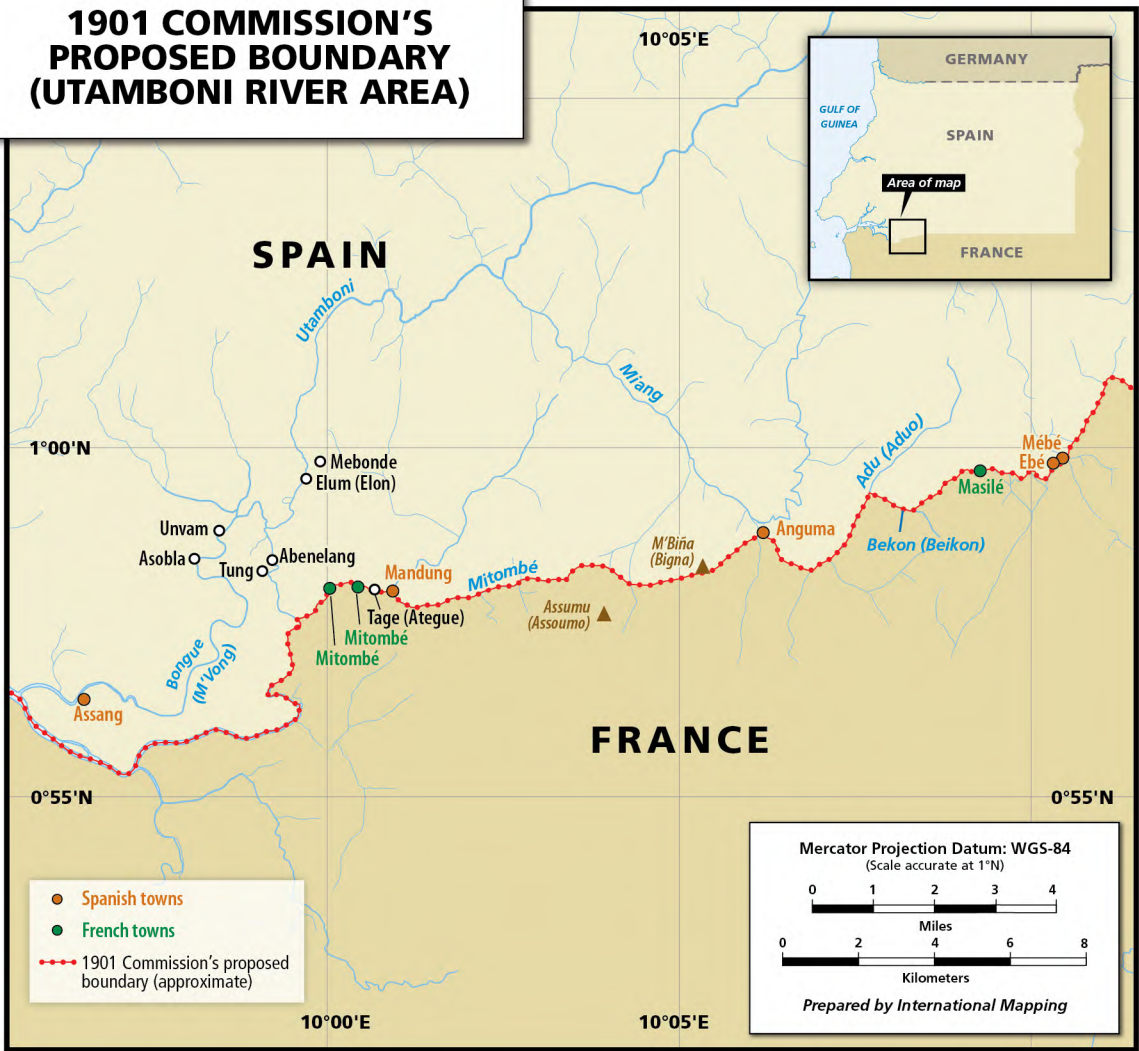 1901 COMMISSION'S
PROPOSED BOUNDARY
(UTAMBONI RIVER AREA)
10°05'E
GERMANY
GULF OF
GUINEA
SPAIN
Area of map
FRANCE
SPAIN
Utamboni
Miang
1°00'N
Mebonde
Elum (Elon)
Adu (Aduo)
Mébé
Ebé
Masilé
Unvam
Anguma
Bekon (Beikon)
Asobla
Abenelang
Tung
M'Biña
(Bigna)
Mandung
Mitombé
Assumu
(Assoumo)
Tage (Ategue)
Mitombé
Mitombé
Bongue
(M'Vong)
Assang
FRANCE
0°55'N
0°55'N
Mercator Projection Datum: WGS-84
(Scale accurate at 1°N)
0 1 2 3 4
Miles
0 2 4 6 8
Kilometers
Prepared by International Mapping
Spanish towns
French towns
1901 Commission's proposed
boundary (approximate)
10°00'E
10°05'E